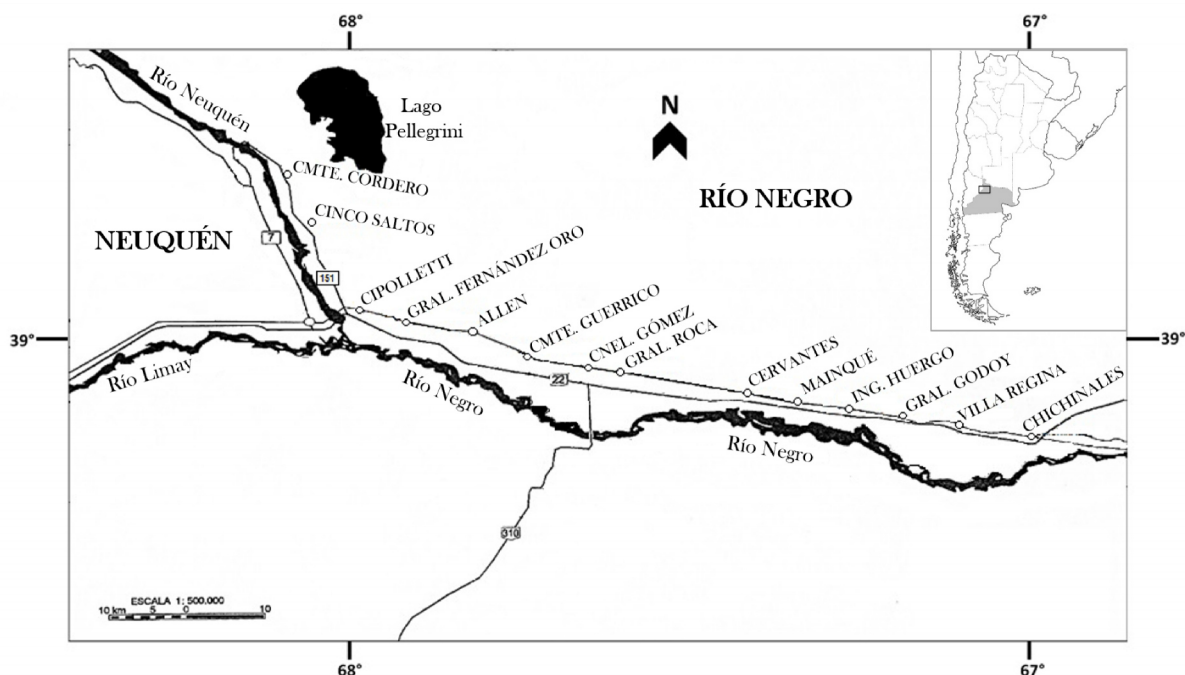 68°
67°
Río Neuquén
Lago
Pellegrini
N
CMTE. CORDERO
RÍO NEGRO
CINCO SALTOS
NEUQUÉN
7
151
CIPOLLETTI
GRAL. FERNÁNDEZ ORO
ALLEN
CMTE. GUERRICO
CNEL. GÓMEZ
GRAL. ROCA
CERVANTES
MAINQUÉ
ING. HUERGO
GRAL. GODOY
VILLA REGINA
CHICHINALES
39°
39°
Río Limay
Río Negro
22
Río Negro
310
ESCALA 1: 500.000
10 km 5 0 10
68°
67°